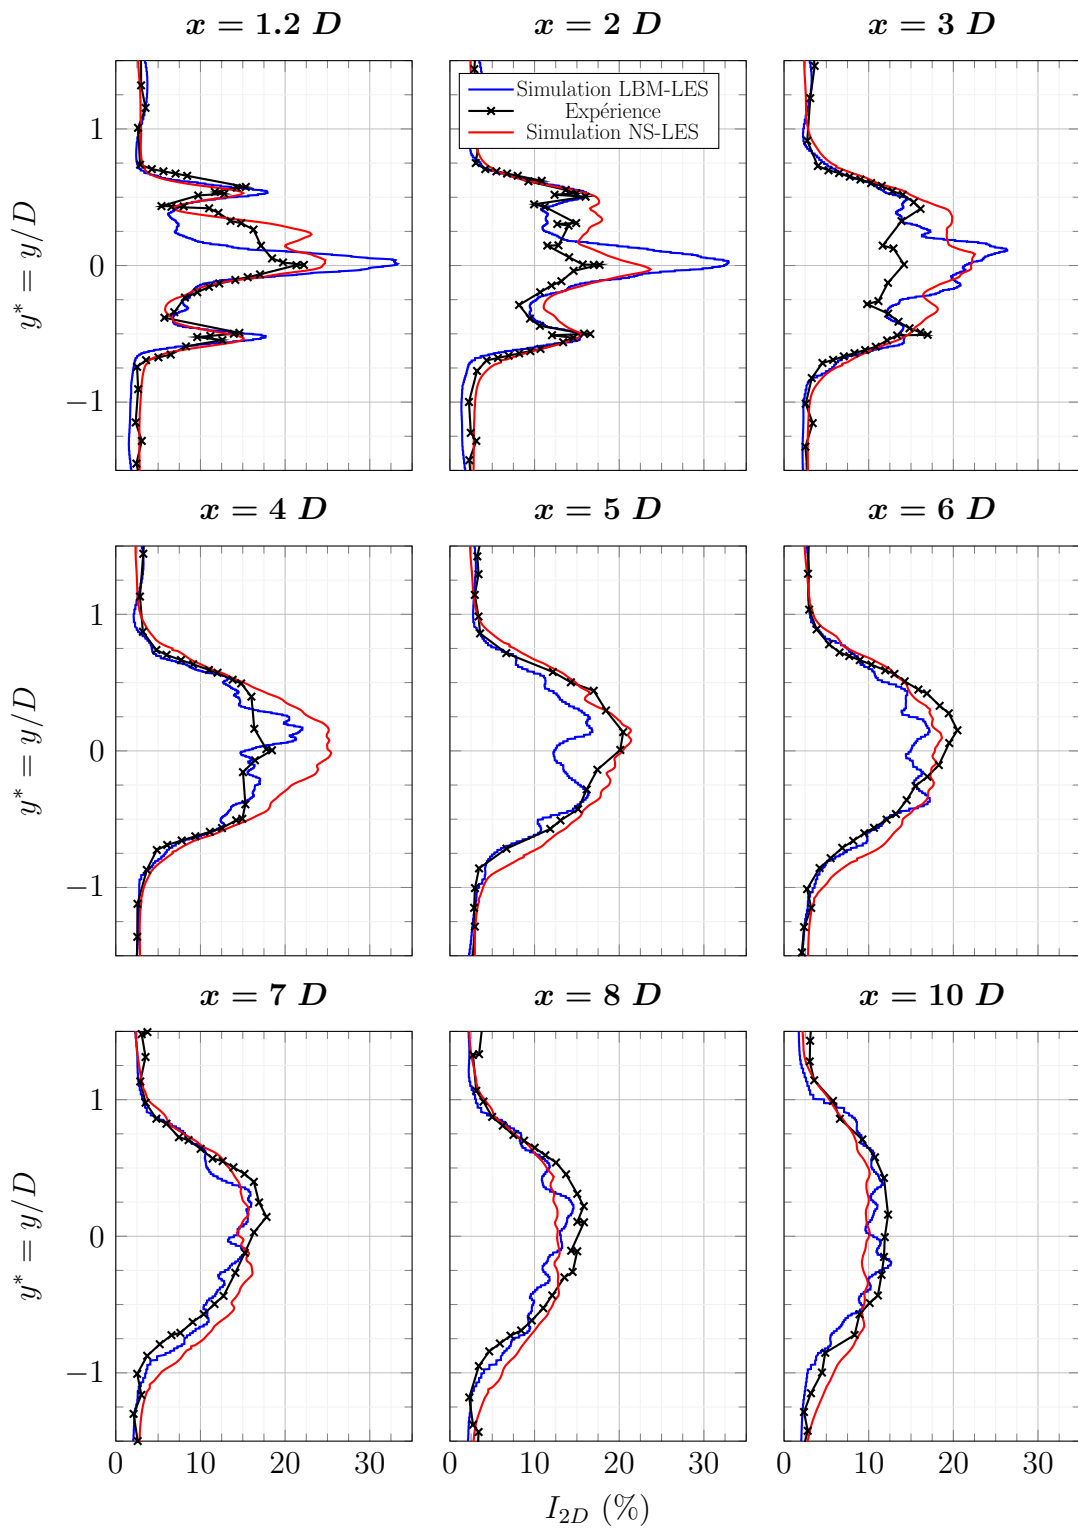 x = 1.2 D
x = 2 D
x = 3 D
Simulation LBM-LES
Expérience
Simulation NS-LES
1
0
−1
y* = y/D
x = 4 D
x = 5 D
x = 6 D
1
0
−1
y* = y/D
x = 7 D
x = 8 D
x = 10 D
1
0
−1
y* = y/D
0 10 20 30
0 10 20 30
0 10 20 30
I2D (%)